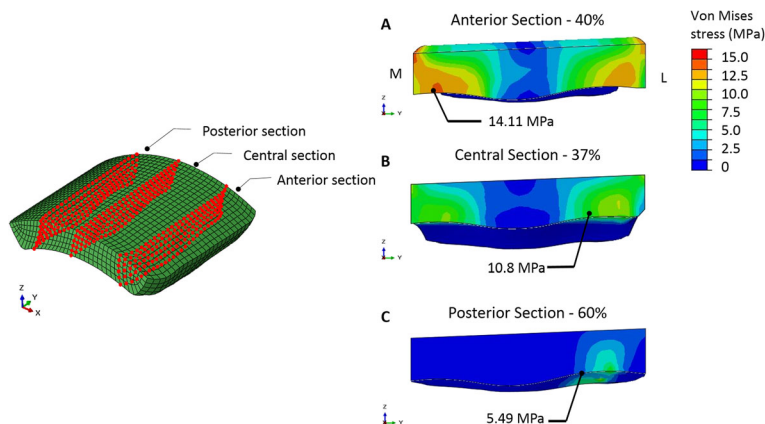 Posterior section
Central section
Anterior section
Z
Y
X
A
Anterior Section - 40%
M
L
Z
Y
14.11 MPa
B
Central Section - 37%
Z
Y
10.8 MPa
C
Posterior Section - 60%
Z
Y
5.49 MPa
Von Mises
stress (MPa)
15.0
12.5
10.0
7.5
5.0
2.5
0